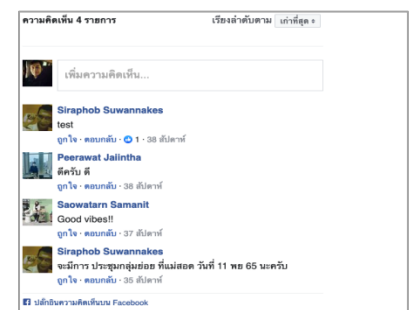 ความคิดเห็น 4 รายการ เรียงลำดับตาม เก่าที่สุด
เพิ่มความคิดเห็น...
Siraphob Suwannakes
test
ถูกใจ · ตอบกลับ · 1 · 38 สัปดาห์
Peerawat Jaiintha
ดีครับ ดี
ถูกใจ · ตอบกลับ · 38 สัปดาห์
Saowatarn Samanit
Good vibes!!
ถูกใจ · ตอบกลับ · 37 สัปดาห์
Siraphob Suwannakes
จะมีการ ประชุมกลุ่มย่อย ที่แม่สอด วันที่ 11 พย 65 นะครับ
ถูกใจ · ตอบกลับ · 35 สัปดาห์
ปลั๊กอินความคิดเห็นบน Facebook